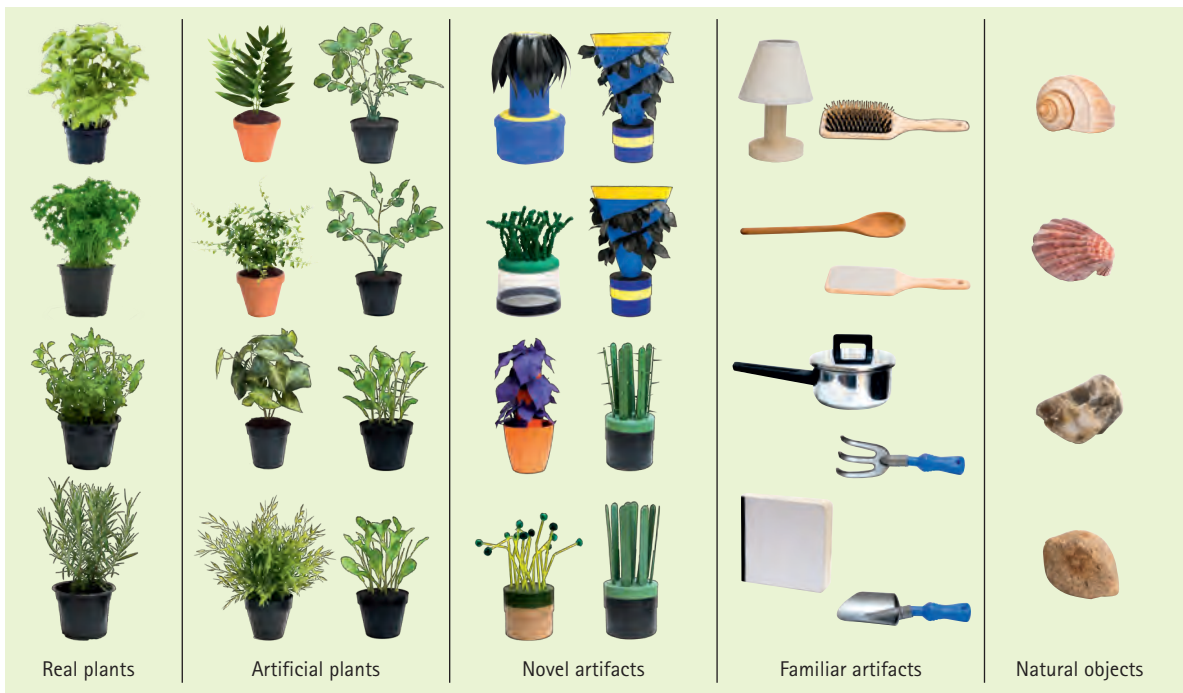 Real plants
Artificial plants
Novel artifacts
Familiar artifacts
Natural objects